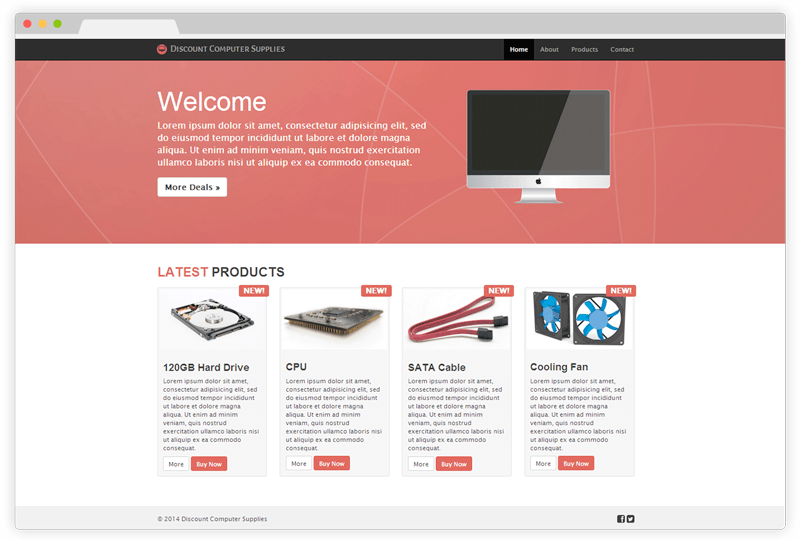 Discount Computer Supplies
Home About Products Contact
Welcome
Lorem ipsum dolor sit amet, consectetur adipisicing elit, sed
do eiusmod tempor incididunt ut labore et dolore magna
aliqua. Ut enim ad minim veniam, quis nostrud exercitation
ullamco laboris nisi ut aliquip ex ea commodo consequat.
More Deals »
LATEST PRODUCTS
NEW!
120GB Hard Drive
Lorem ipsum dolor sit amet,
consectetur adipisicing elit, sed
do eiusmod tempor incididunt
ut labore et dolore magna
aliqua. Ut enim ad minim
veniam, quis nostrud
exercitation ullamco laboris nisi
ut aliquip ex ea commodo
consequat.
More Buy Now
NEW!
CPU
Lorem ipsum dolor sit amet,
consectetur adipisicing elit, sed
do eiusmod tempor incididunt
ut labore et dolore magna
aliqua. Ut enim ad minim
veniam, quis nostrud
exercitation ullamco laboris nisi
ut aliquip ex ea commodo
consequat.
More Buy Now
NEW!
SATA Cable
Lorem ipsum dolor sit amet,
consectetur adipisicing elit, sed
do eiusmod tempor incididunt
ut labore et dolore magna
aliqua. Ut enim ad minim
veniam, quis nostrud
exercitation ullamco laboris nisi
ut aliquip ex ea commodo
consequat.
More Buy Now
NEW!
Cooling Fan
Lorem ipsum dolor sit amet,
consectetur adipisicing elit, sed
do eiusmod tempor incididunt
ut labore et dolore magna
aliqua. Ut enim ad minim
veniam, quis nostrud
exercitation ullamco laboris nisi
ut aliquip ex ea commodo
consequat.
More Buy Now
© 2014 Discount Computer Supplies